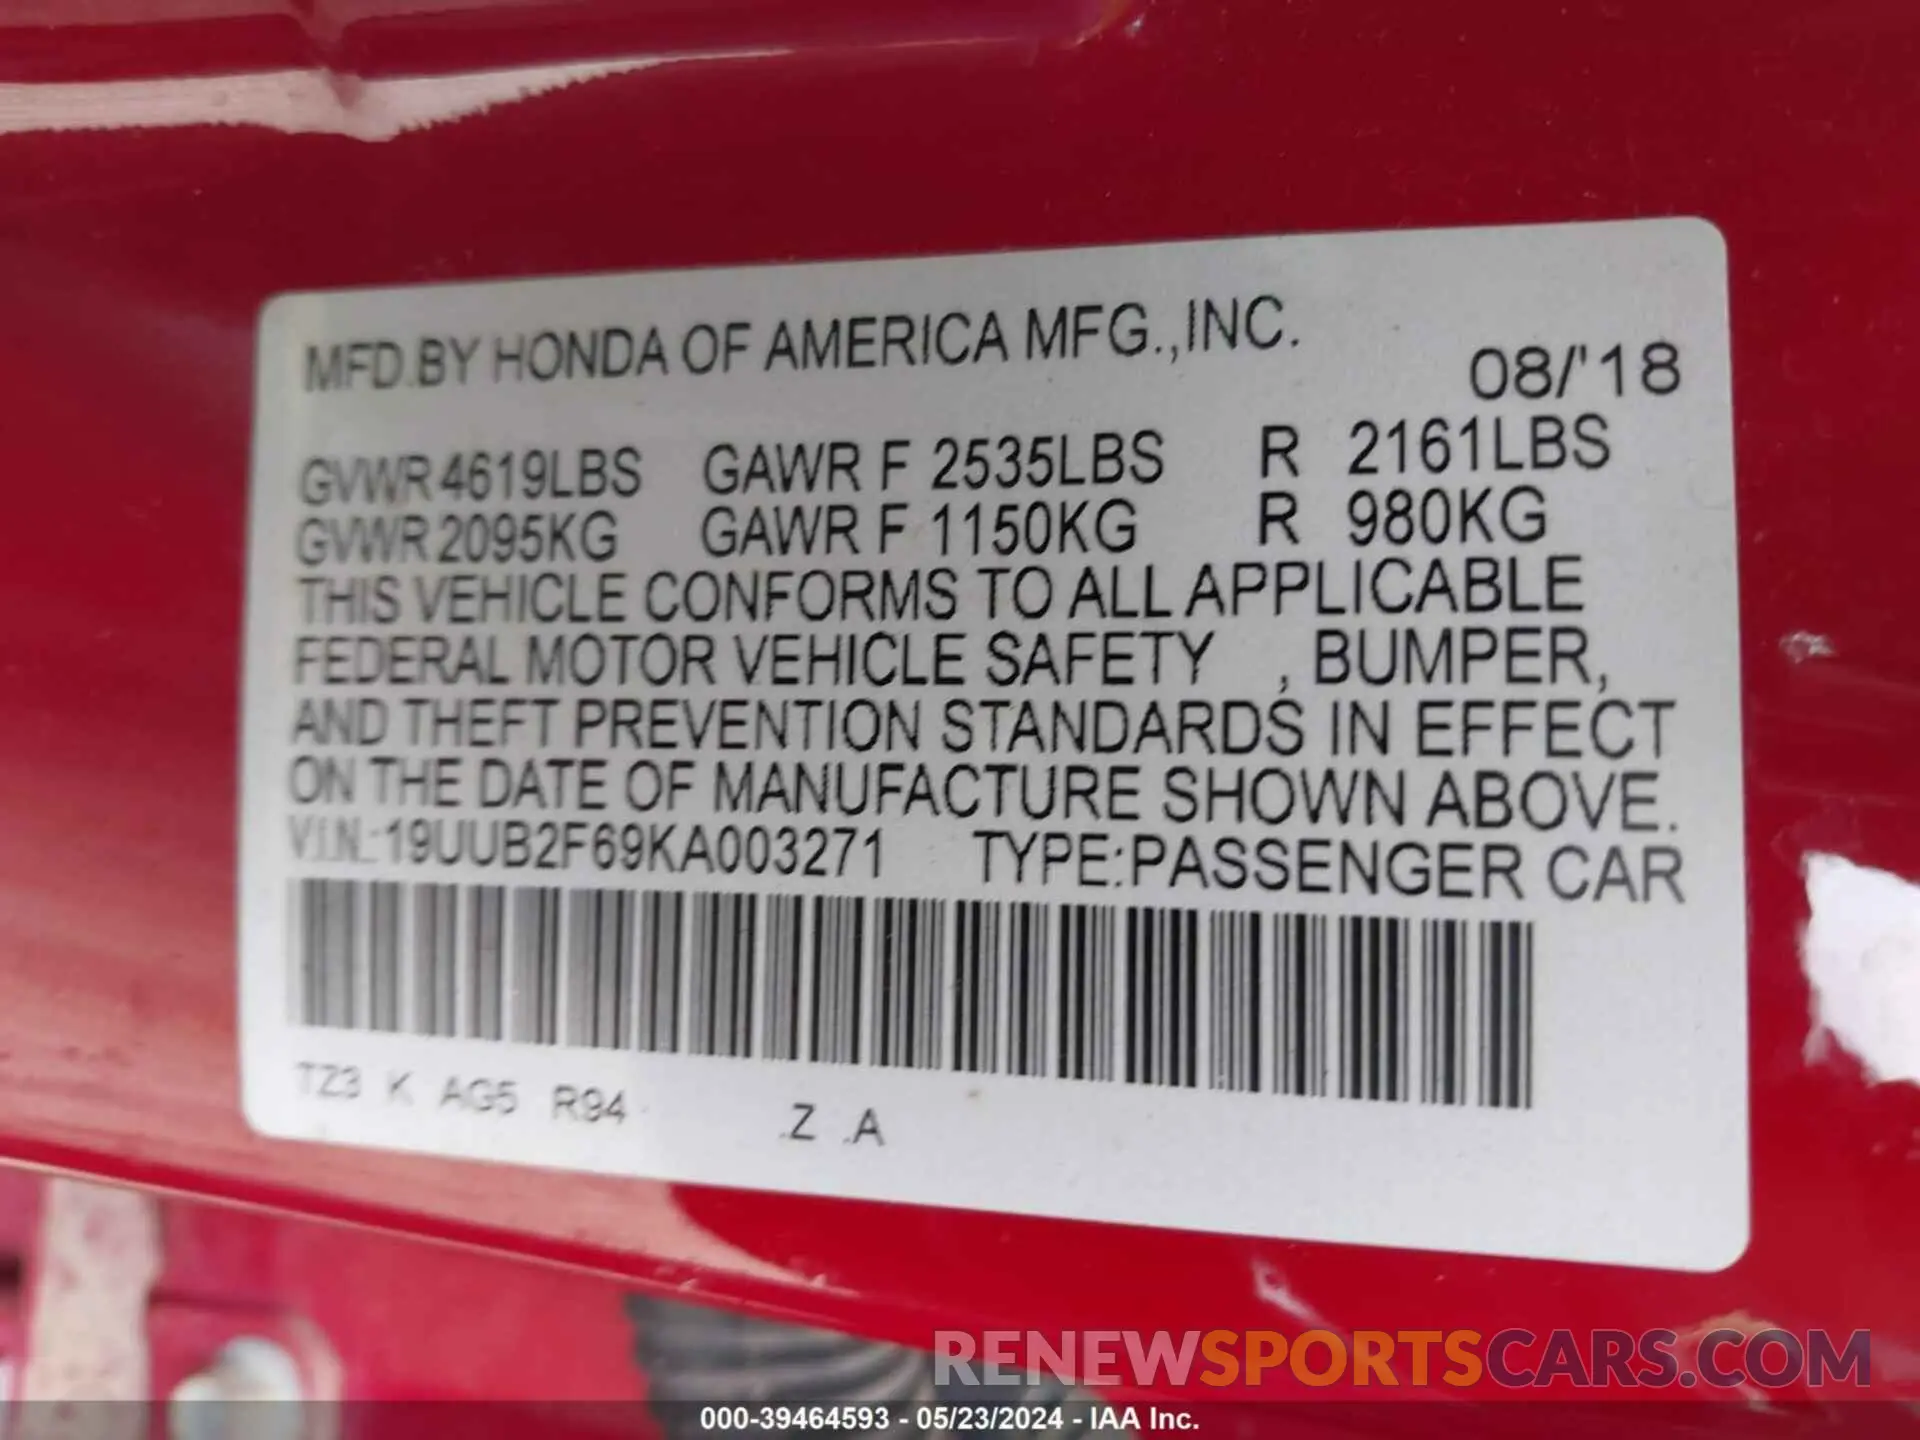 MFD.BY HONDA OF AMERICA MFG.,INC.
08/'18
GVWR 4619LBS GAWR F 2535LBS R 2161LBS
GVWR 2095KG GAWR F 1150KG R 980KG
THIS VEHICLE CONFORMS TO ALL APPLICABLE
FEDERAL MOTOR VEHICLE SAFETY , BUMPER,
AND THEFT PREVENTION STANDARDS IN EFFECT
ON THE DATE OF MANUFACTURE SHOWN ABOVE.
V.I.N.:19UUB2F69KA003271 TYPE:PASSENGER CAR
TZ3 K AG5 R94 .Z .A
RENEWSPORTSCARS.COM
000-39464593 - 05/23/2024 - IAA Inc.